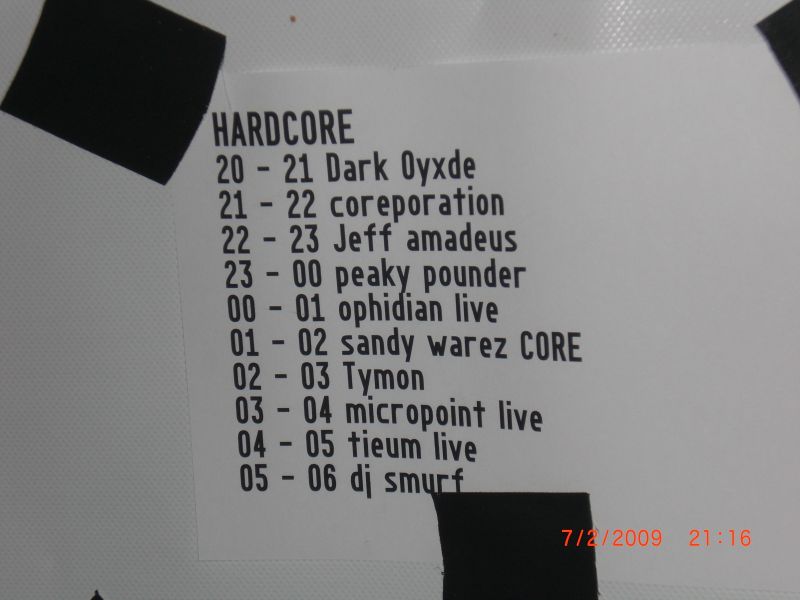 HARDCORE
20 - 21 Dark Oyxde
21 - 22 coreporation
22 - 23 Jeff amadeus
23 - 00 peaky pounder
00 - 01 ophidian live
01 - 02 sandy warez CORE
02 - 03 Tymon
03 - 04 micropoint live
04 - 05 tieum live
05 - 06 dj smurf
7/2/2009 21:16